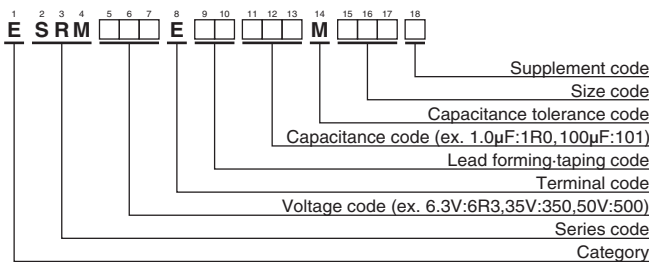 1 2 3 4 5 6 7 8 9 10 11 12 13 14 15 16 17 18
E SRM E M
Supplement code
Size code
Capacitance tolerance code
Capacitance code (ex. 1.0μF:1R0,100μF:101)
Lead forming·taping code
Terminal code
Voltage code (ex. 6.3V:6R3,35V:350,50V:500)
Series code
Category